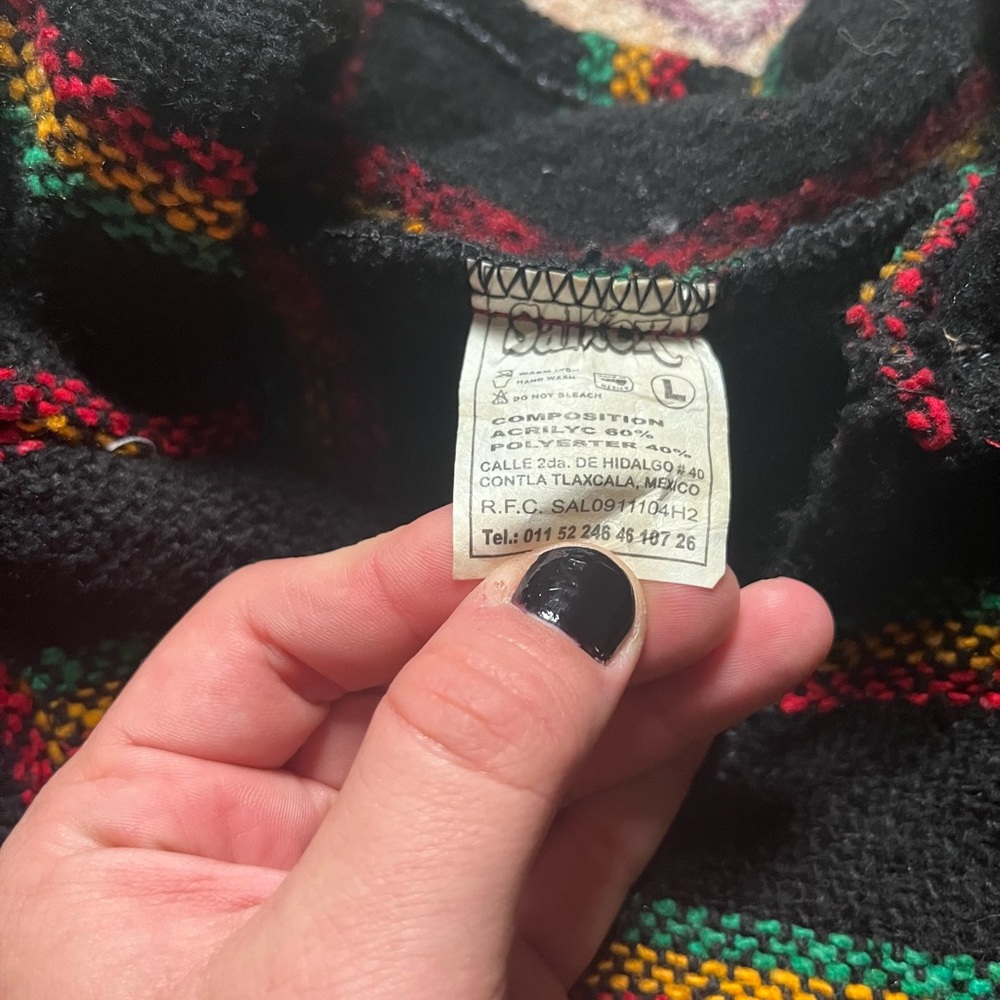 HAND WASH
L
DO NOT BLEACH
COMPOSITION
ACRILYC 60%
POLYESTER 40%
CALLE 2da. DE HIDALGO # 40
CONTLA TLAXCALA, MEXICO
R.F.C. SAL0911104H2
Tel.: 011 52 246 46 107 26